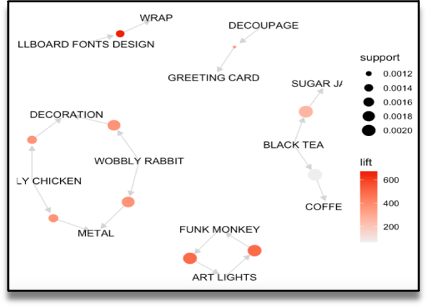 WRAP
LLBOARD FONTS DESIGN
DECOUPAGE
GREETING CARD
SUGAR JA
DECORATION
WOBBLY RABBIT
BLACK TEA
LY CHICKEN
COFFE
METAL
FUNK MONKEY
ART LIGHTS
support
0.0012
0.0014
0.0016
0.0018
0.0020
lift
600
400
200